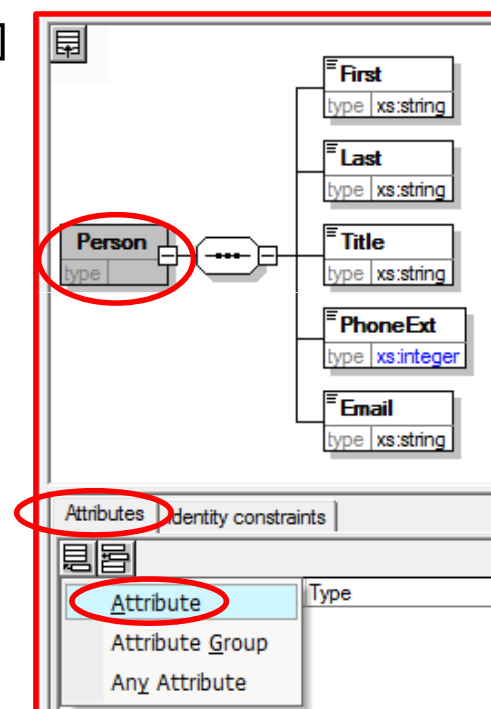 First
type xs:string
Last
type xs:string
Person
type
Title
type xs:string
PhoneExt
type xs:integer
Email
type xs:string
Attributes Identity constraints
Attribute Type
Attribute Group
Any Attribute